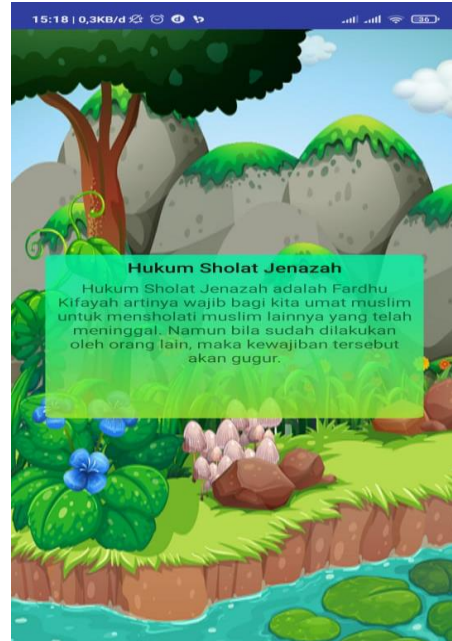 15:18 | 0,3KB/d
36
Hukum Sholat Jenazah
Hukum Sholat Jenazah adalah Fardhu
Kifayah artinya wajib bagi kita umat muslim
untuk mensholati muslim lainnya yang telah
meninggal. Namun bila sudah dilakukan
oleh orang lain, maka kewajiban tersebut
akan gugur.